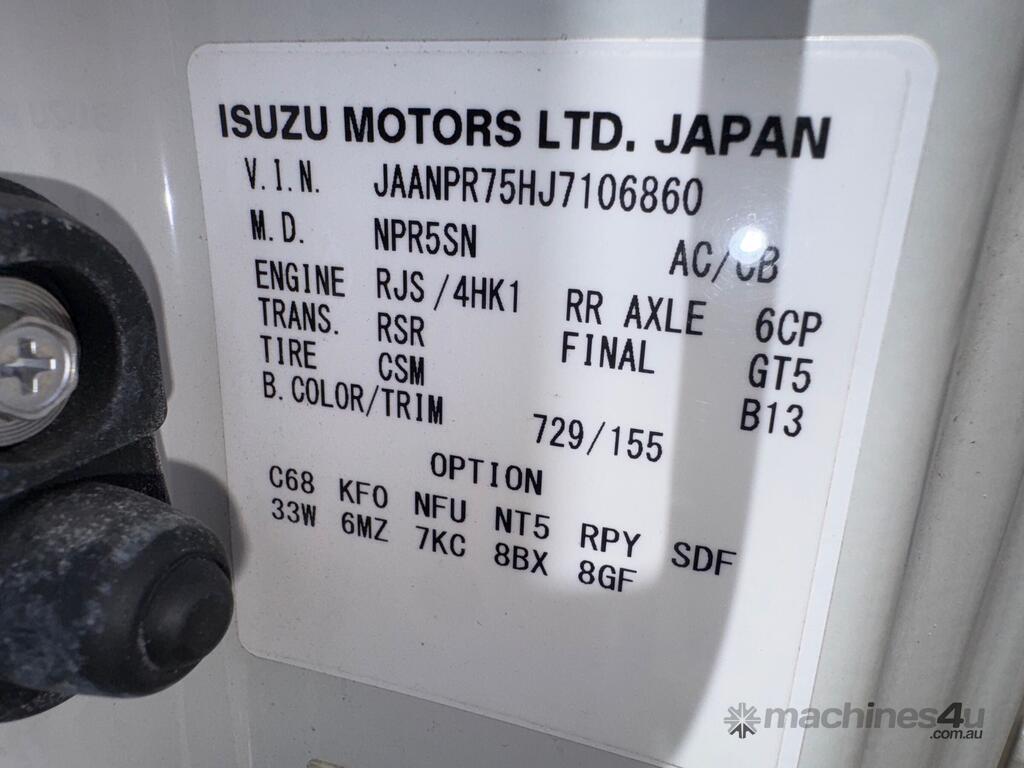 ISUZU MOTORS LTD. JAPAN
V.I.N. JAANPR75HJ7106860
M.D. NPR5SN AC/CB
ENGINE RJS/4HK1 RR AXLE 6CP
TRANS. RSR FINAL GT5
TIRE CSM B13
B.COLOR/TRIM 729/155
OPTION
C68 KFO NFU NT5 RPY SDF
33W 6MZ 7KC 8BX 8GF
machines4u
.com.au